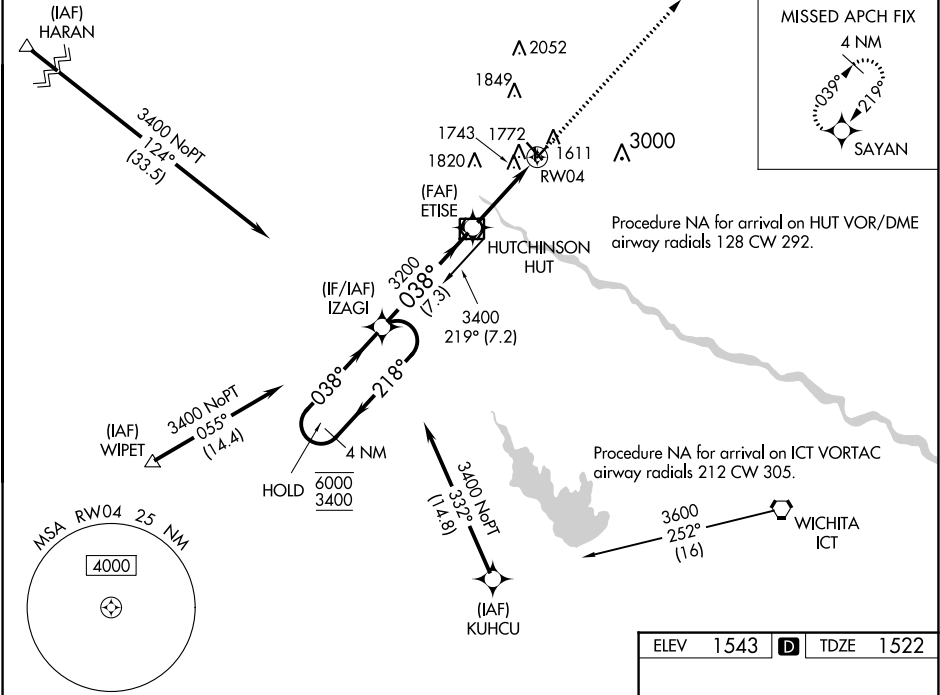 (IAF)
HARAN
3400 NoPT
124°
(33.5)
2052
1849
1743
1772
1820
1611
3000
RW04
MISSED APCH FIX
4 NM
039°
219°
SAYAN
(FAF)
ETISE
HUTCHINSON
HUT
Procedure NA for arrival on HUT VOR/DME
airway radials 128 CW 292.
3200
038°
(7.3)
(IF/IAF)
IZAGI
3400
219° (7.2)
038°
218°
4 NM
HOLD
6000
3400
3400 NoPT
055°
(14.4)
(IAF)
WIPET
3400 NoPT
332°
(14.8)
(IAF)
KUHCU
Procedure NA for arrival on ICT VORTAC
airway radials 212 CW 305.
3600
252°
(16)
WICHITA
ICT
MSA RW04 25 NM
4000
ELEV 1543 D TDZE 1522